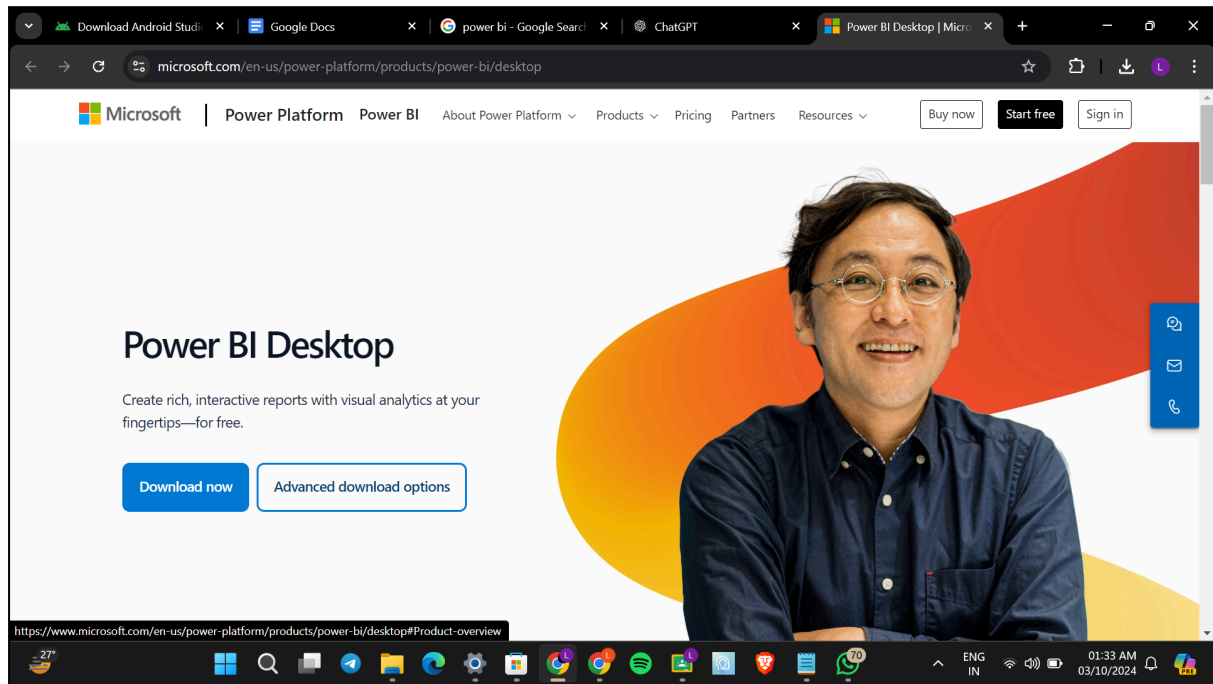 Download Android Studi
Google Docs
power bi - Google Search
ChatGPT
Power BI Desktop | Micro
microsoft.com/en-us/power-platform/products/power-bi/desktop
L
Microsoft
Power Platform
Power BI
About Power Platform
Products
Pricing
Partners
Resources
Buy now
Start free
Sign in
Power BI Desktop
Create rich, interactive reports with visual analytics at your
fingertips—for free.
Download now
Advanced download options
https://www.microsoft.com/en-us/power-platform/products/power-bi/desktop#Product-overview
27°
L
L
L
70
ENG
IN
01:33 AM
03/10/2024
PRE